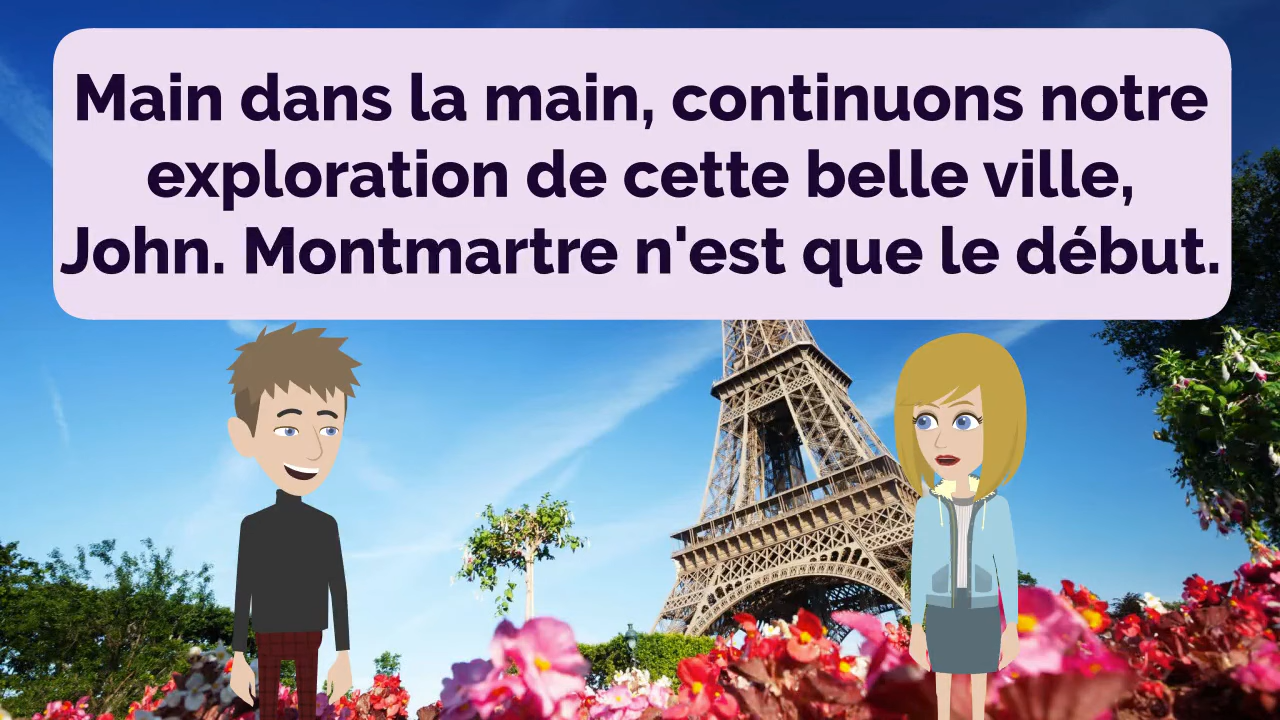 Main dans la main, continuons notre
exploration de cette belle ville,
John. Montmartre n'est que le début.